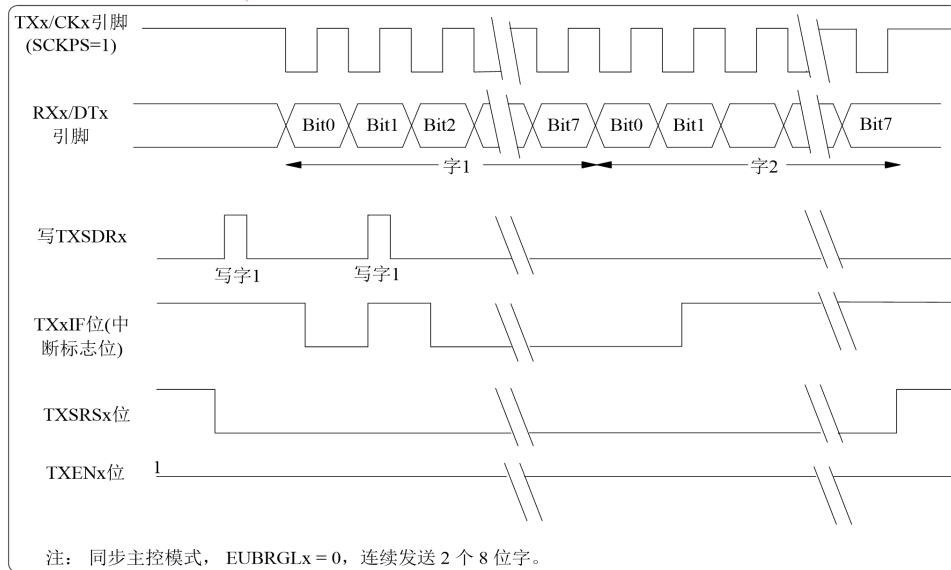 TXx/CKx引脚
(SCKPS=1)
RXx/DTx
引脚
Bit0
Bit1
Bit2
Bit7
Bit0
Bit1
Bit7
字1
字2
写TXSDRx
写字1
写字1
TXxIF位(中
断标志位)
TXSRSx位
TXENx位
1
注： 同步主控模式， EUBRGLx = 0，连续发送 2 个 8 位字。